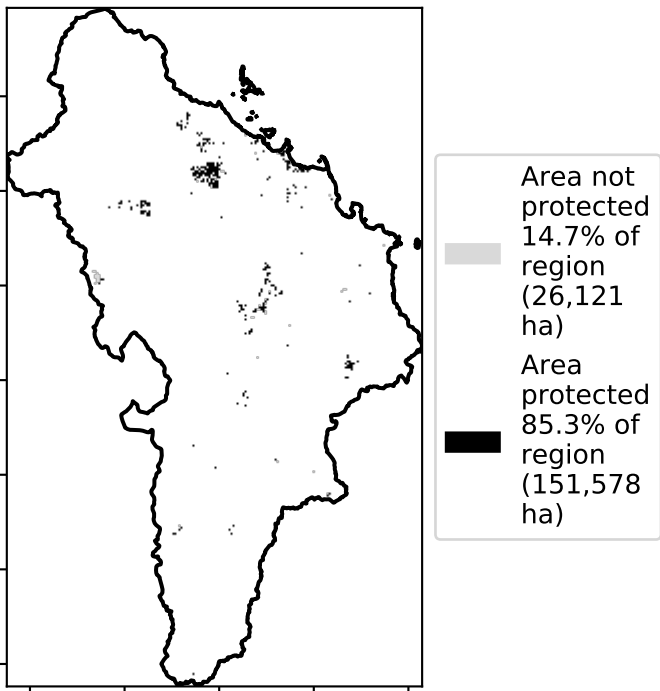 Area not
protected
14.7% of
region
(26,121
ha)
Area
protected
85.3% of
region
(151,578
ha)